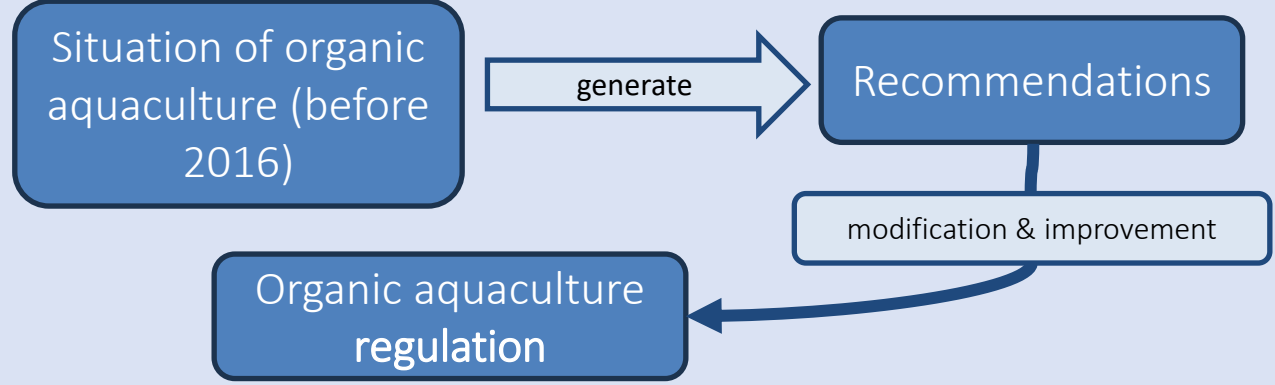 Situation of organic
aquaculture (before
2016)
generate
Recommendations
modification & improvement
Organic aquaculture
regulation